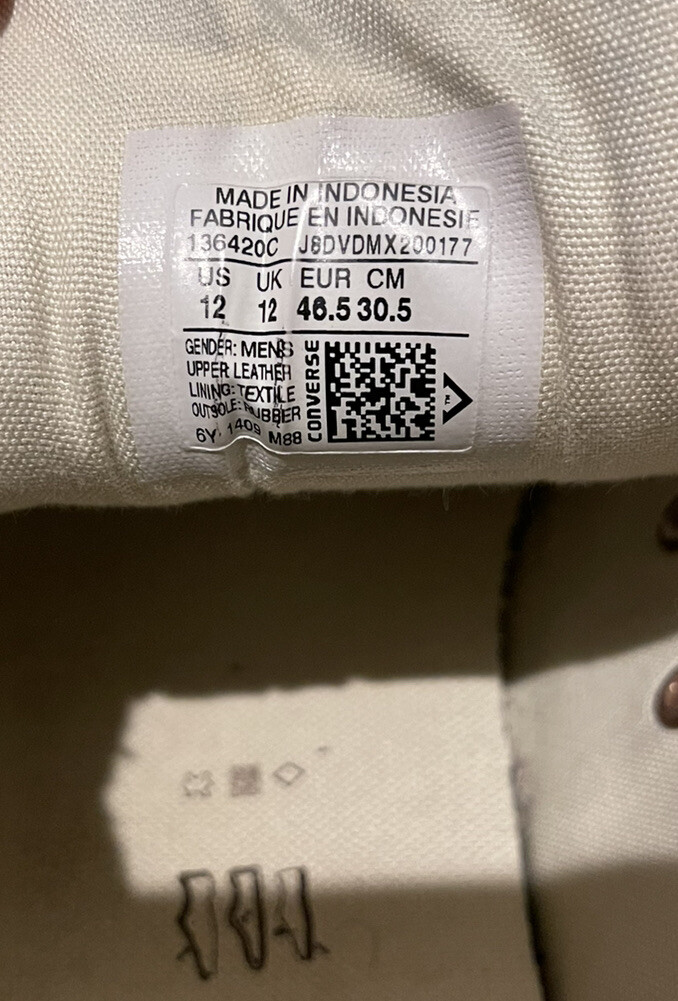 MADE IN INDONESIA
FABRIQUE EN INDONESIE
136420C J8DVDMX200177
US UK EUR CM
12 12 46.5 30.5
GENDER: MENS
UPPER: LEATHER
LINING: TEXTILE
OUTSOLE: RUBBER
6Y: 1409 M88
CONVERSE